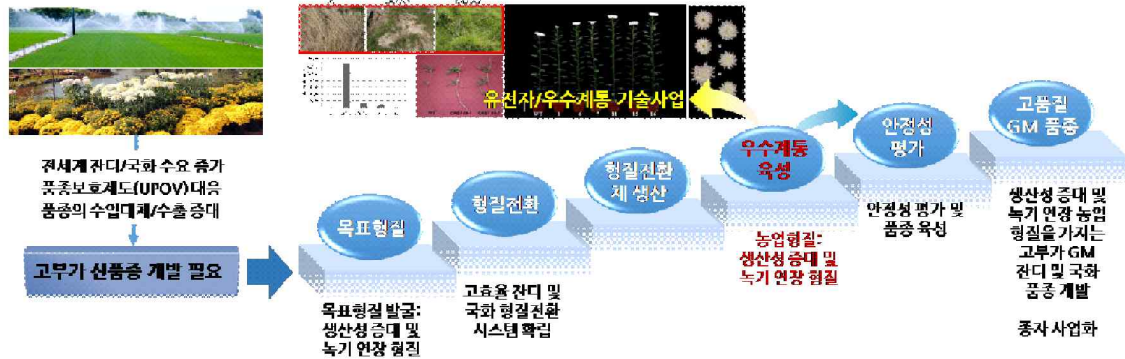 전세계 잔디/국화 수요 증가
품종보호제도(UPOV)대응
품종의 수입대체/수출 증대
고부가 신품종 개발 필요
유전자/우수계통 기술사업
목표형질
목표형질 발굴:
생산성 증대 및
녹기 연장 형질
형질전환
고효율 잔디 및
국화 형질전환
시스템 확립
형질전환
체 생산
우수계통
육성
농업형질:
생산성 증대 및
녹기 연장 형질
안정성
평가
안정성 평가 및
품종 육성
고품질
GM 품종
생산성 증대 및
녹기 연장 농업
형질을 가지는
고부가 GM
잔디 및 국화
품종 개발
종자 사업화